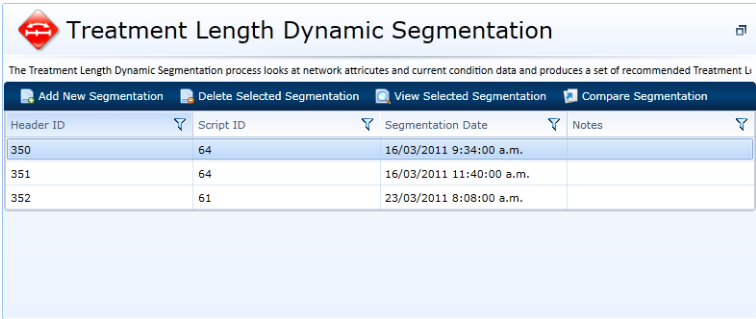 Treatment Length Dynamic Segmentation
The Treatment Length Dynamic Segmentation process looks at network attricutes and current condition data and produces a set of recommended Treatment Le
Add New Segmentation Delete Selected Segmentation View Selected Segmentation Compare Segmentation
Header ID Script ID Segmentation Date Notes
350 64 16/03/2011 9:34:00 a.m.
351 64 16/03/2011 11:40:00 a.m.
352 61 23/03/2011 8:08:00 a.m.